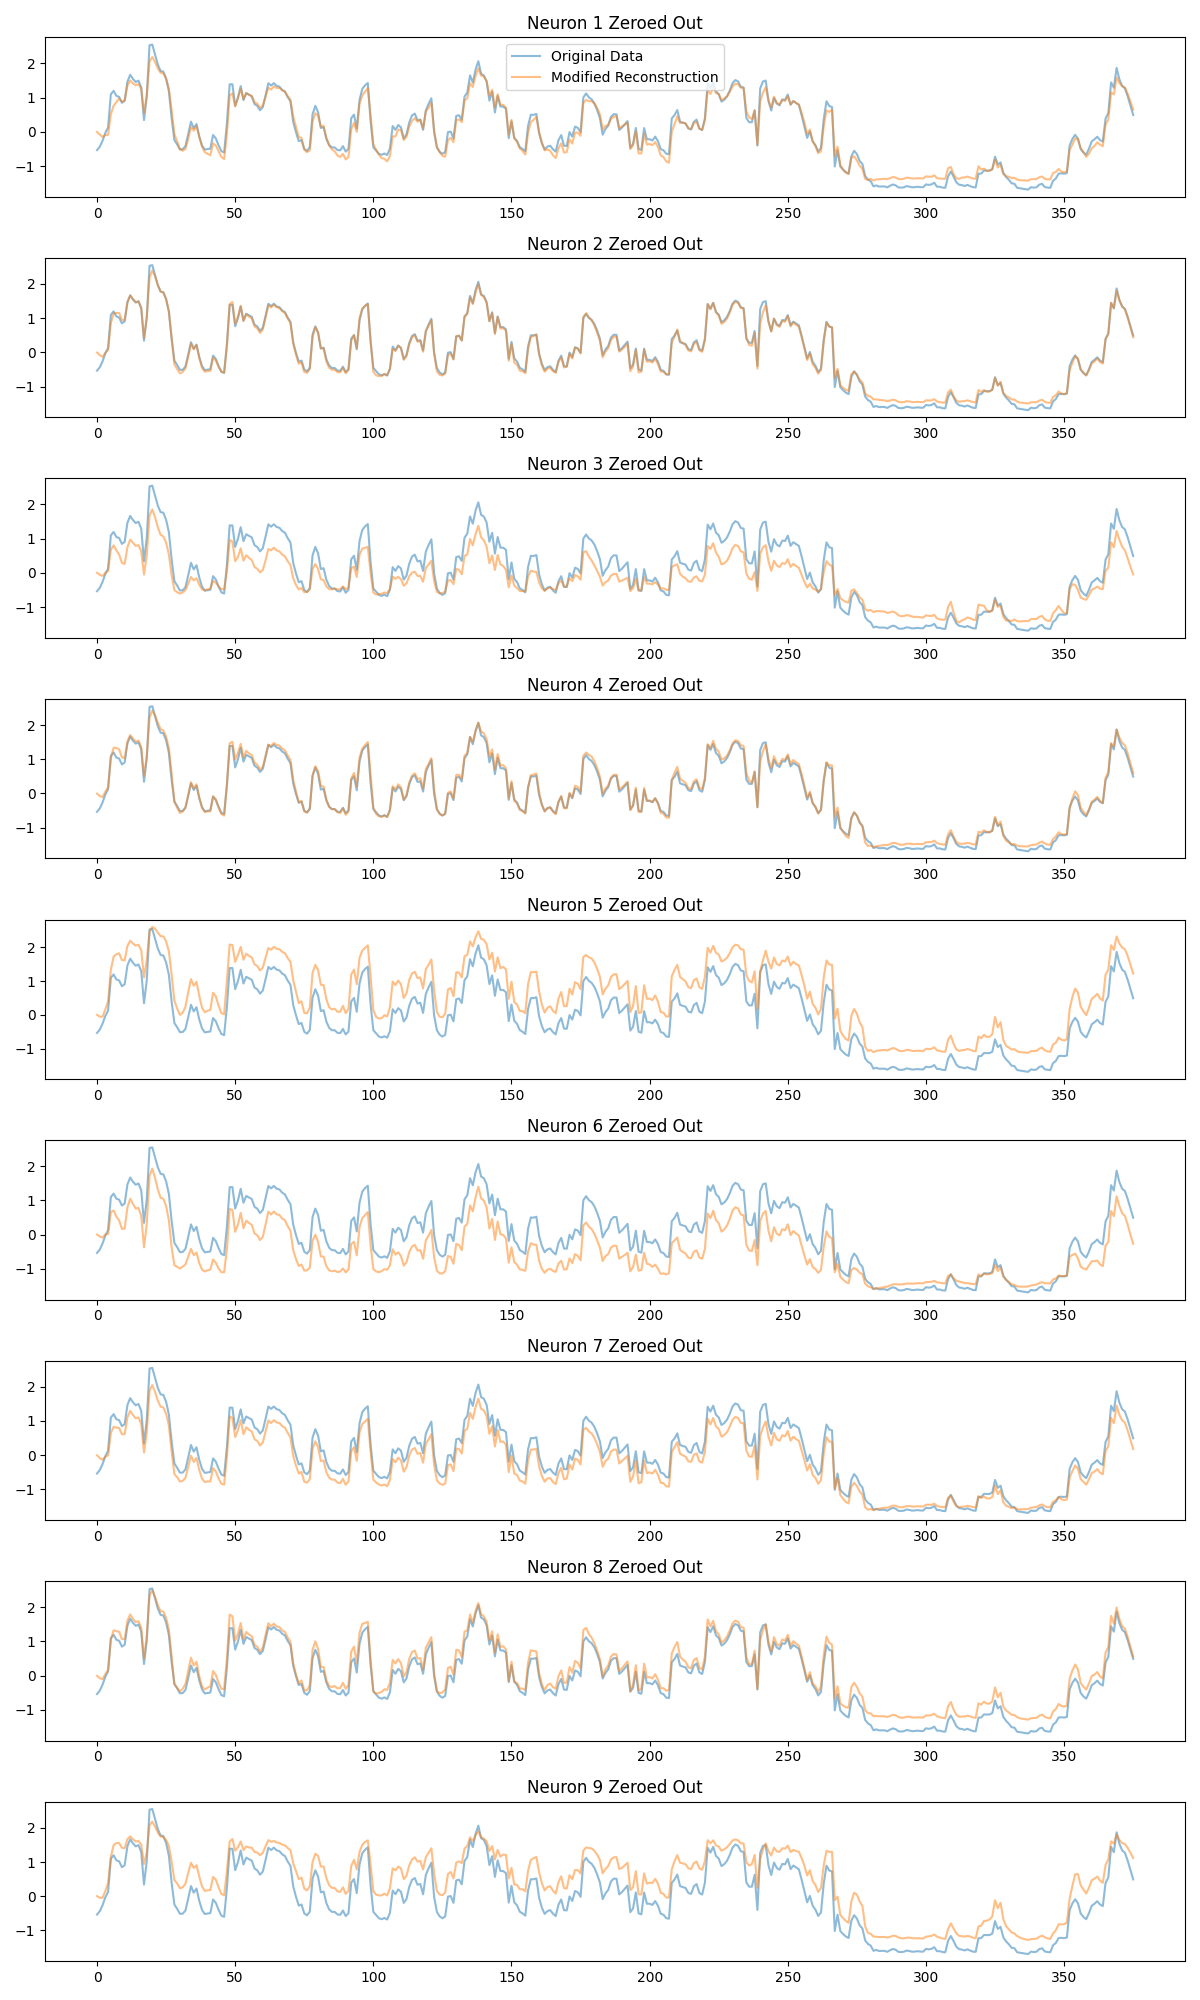 Neuron 1 Zeroed Out
Original Data
Modified Reconstruction
2
1
0
−1
0 50 100 150 200 250 300 350
Neuron 2 Zeroed Out
2
1
0
−1
0 50 100 150 200 250 300 350
Neuron 3 Zeroed Out
2
1
0
−1
0 50 100 150 200 250 300 350
Neuron 4 Zeroed Out
2
1
0
−1
0 50 100 150 200 250 300 350
Neuron 5 Zeroed Out
2
1
0
−1
0 50 100 150 200 250 300 350
Neuron 6 Zeroed Out
2
1
0
−1
0 50 100 150 200 250 300 350
Neuron 7 Zeroed Out
2
1
0
−1
0 50 100 150 200 250 300 350
Neuron 8 Zeroed Out
2
1
0
−1
0 50 100 150 200 250 300 350
Neuron 9 Zeroed Out
2
1
0
−1
0 50 100 150 200 250 300 350